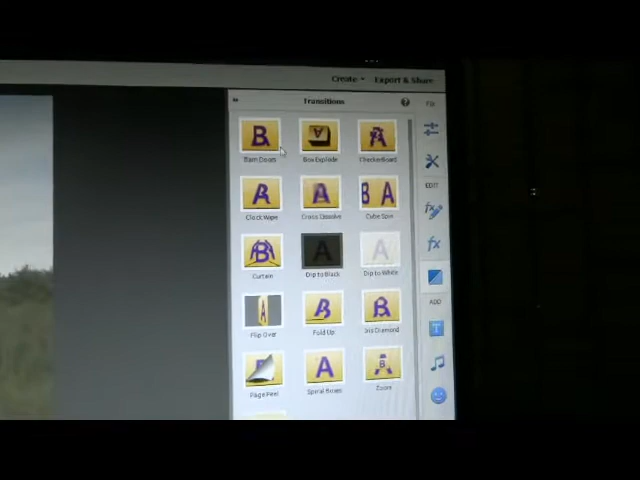 Create Export & Share
Transitions
FIX
Barn Doors Box Explode CheckerBoard
Clock Wipe Cross Dissolve Cube Spin
EDIT
Curtain Dip to Black Dip to White
ADD
Flip Over Fold Up Iris Diamond
Page Peel Spiral Boxes Zoom